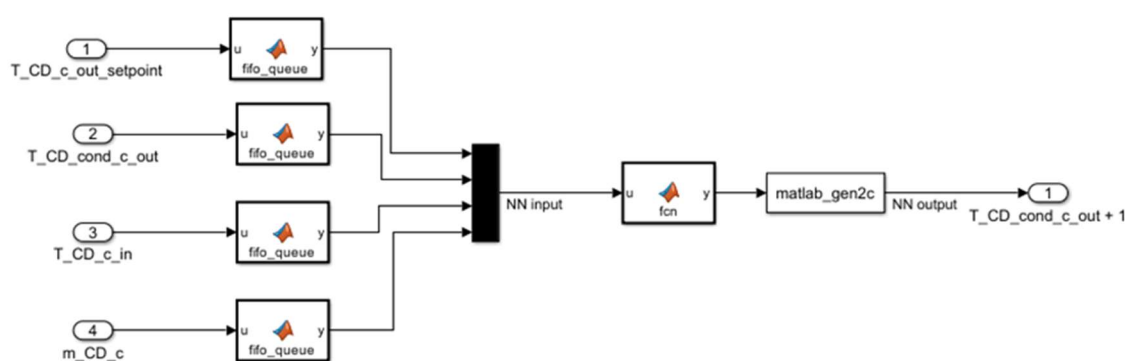 1
T_CD_c_out_setpoint
u y
fifo_queue
2
T_CD_cond_c_out
u y
fifo_queue
3
T_CD_c_in
u y
fifo_queue
4
m_CD_c
u y
fifo_queue
NN input
u y
fcn
matlab_gen2c
NN output
1
T_CD_cond_c_out + 1